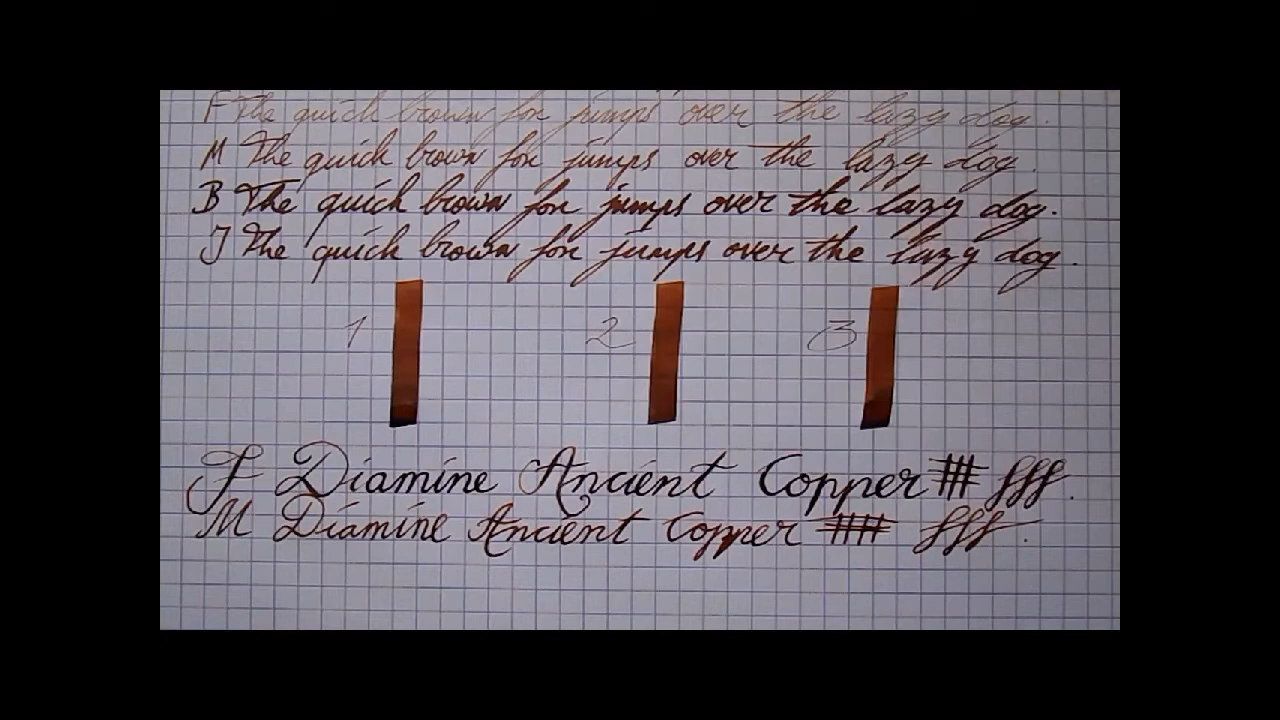 F The quick brown fox jumps over the lazy dog.
M The quick brown fox jumps over the lazy dog.
B The quick brown fox jumps over the lazy dog.
J The quick brown fox jumps over the lazy dog.
1 2 3
F Diamine Ancient Copper ## fff.
M Diamine Ancient Copper ## fff.